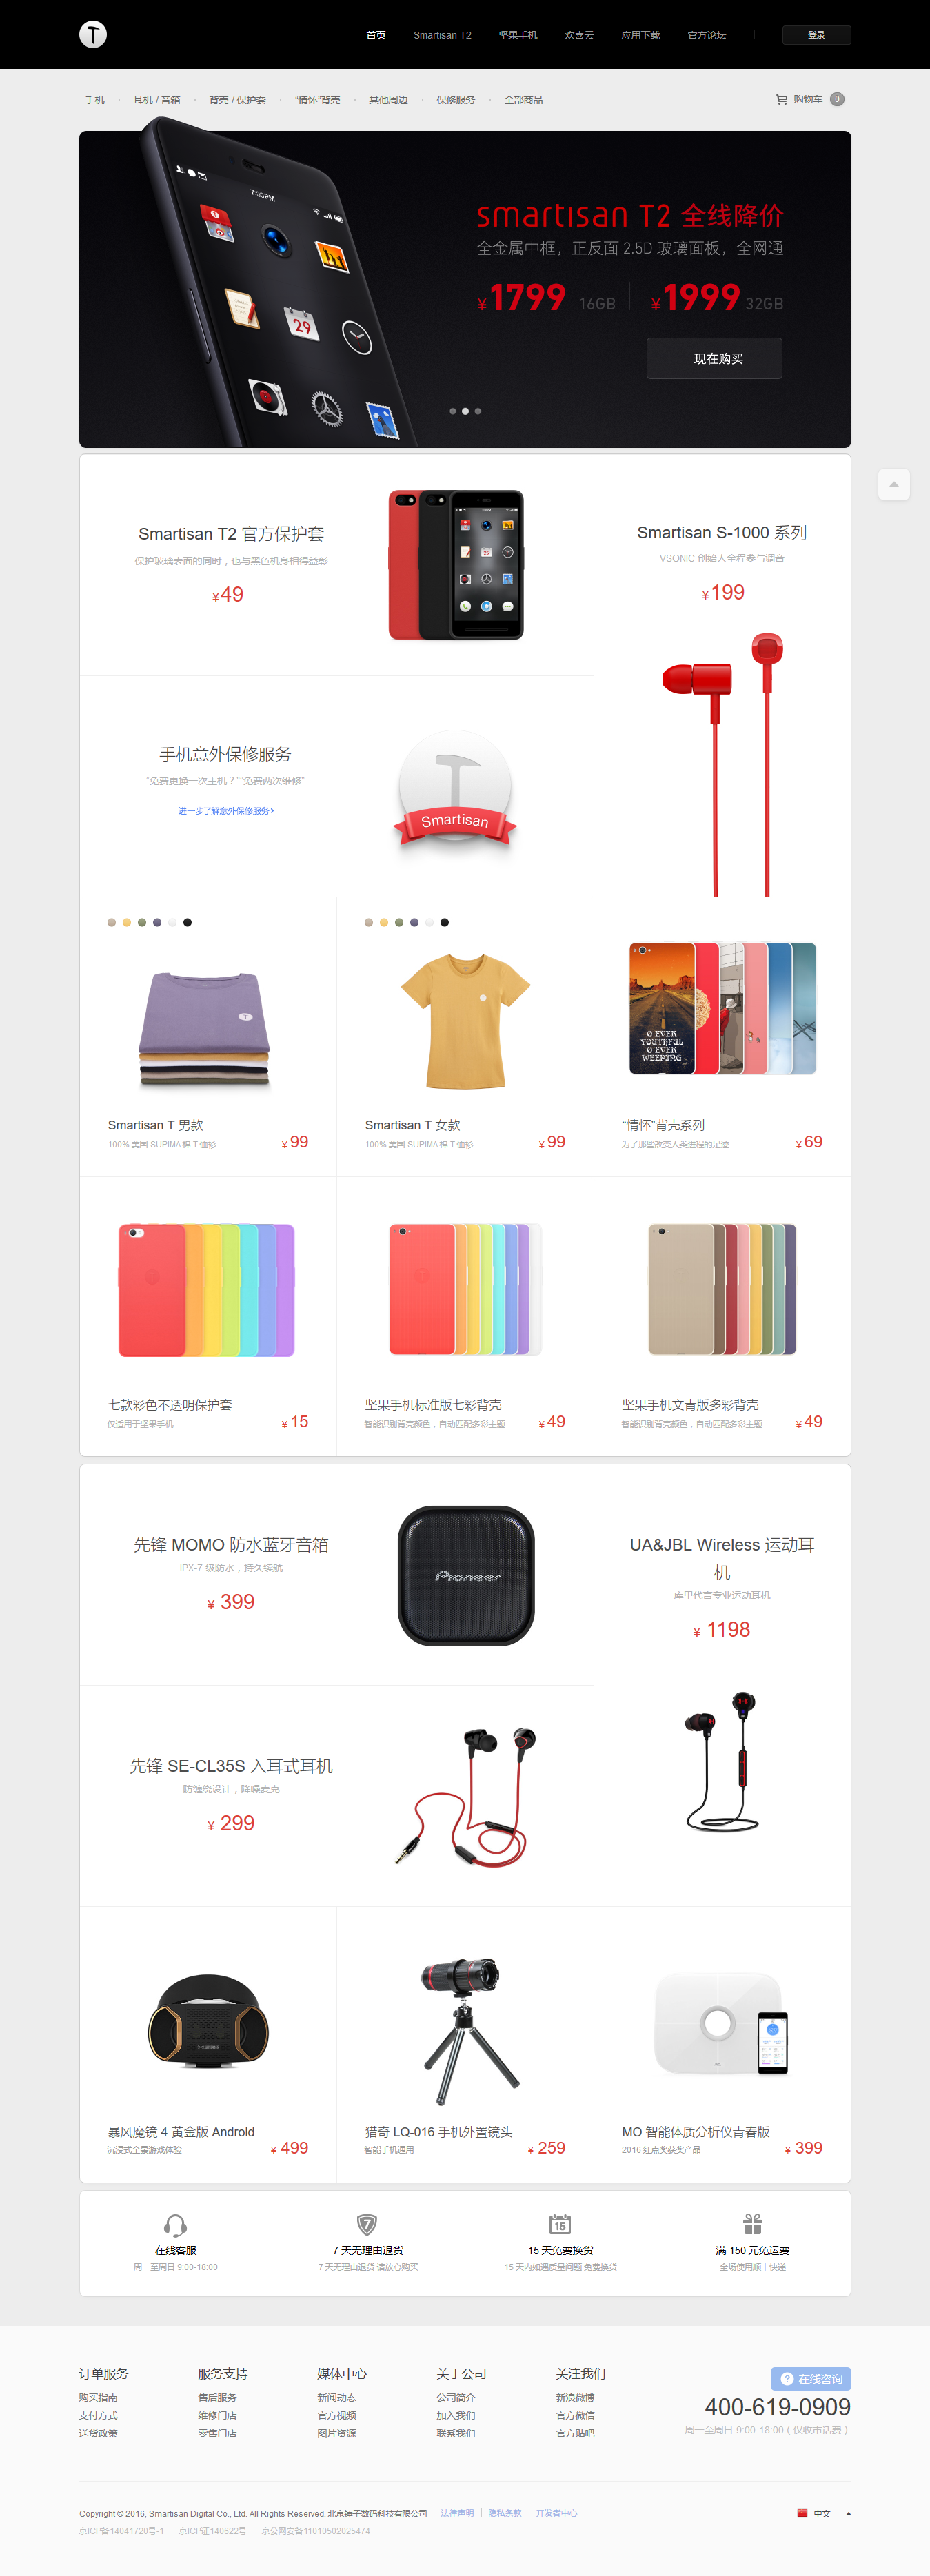 首页 Smartisan T2 坚果手机 欢喜云 应用下载 官方论坛 登录
手机 · 耳机 / 音箱 · 背壳 / 保护套 · “情怀”背壳 · 其他周边 · 保修服务 · 全部商品 购物车 0
7:30PM
smartisan T2 全线降价
全金属中框，正反面 2.5D 玻璃面板，全网通
¥1799 16GB ¥1999 32GB
29
现在购买
Smartisan T2 官方保护套
保护玻璃表面的同时，也与黑色机身相得益彰
¥49
Smartisan S-1000 系列
VSONIC 创始人全程参与调音
¥199
手机意外保修服务
“免费更换一次主机？”“免费两次维修”
进一步了解意外保修服务›
Smartisan
O EVER
YOUTHFUL
O EVER
WEEPING
Smartisan T 男款
100% 美国 SUPIMA 棉 T 恤衫
¥ 99
Smartisan T 女款
100% 美国 SUPIMA 棉 T 恤衫
¥ 99
“情怀”背壳系列
为了那些改变人类进程的足迹
¥ 69
七款彩色不透明保护套
仅适用于坚果手机
¥ 15
坚果手机标准版七彩背壳
智能识别背壳颜色，自动匹配多彩主题
¥ 49
坚果手机文青版多彩背壳
智能识别背壳颜色，自动匹配多彩主题
¥ 49
先锋 MOMO 防水蓝牙音箱
IPX-7 级防水，持久续航
¥ 399
Pioneer
UA&JBL Wireless 运动耳
机
库里代言专业运动耳机
¥ 1198
先锋 SE-CL35S 入耳式耳机
防缠绕设计，降噪麦克
¥ 299
暴风魔镜 4 黄金版 Android
沉浸式全景游戏体验
¥ 499
猎奇 LQ-016 手机外置镜头
智能手机通用
¥ 259
MO 智能体质分析仪青春版
2016 红点奖获奖产品
¥ 399
7
15
在线客服
周一至周日 9:00-18:00
7 天无理由退货
7 天无理由退货 请放心购买
15 天免费换货
15 天内如遇质量问题 免费换货
满 150 元免运费
全场使用顺丰快递
订单服务 服务支持 媒体中心 关于公司 关注我们
购买指南 售后服务 新闻动态 公司简介 新浪微博
支付方式 维修门店 官方视频 加入我们 官方微信
送货政策 零售门店 图片资源 联系我们 官方贴吧
? 在线咨询
400-619-0909
周一至周日 9:00-18:00（仅收市话费）
Copyright © 2016, Smartisan Digital Co., Ltd. All Rights Reserved. 北京锤子数码科技有限公司 法律声明 隐私条款 开发者中心 中文
京ICP备14041720号-1 京ICP证140622号 京公网安备11010502025474